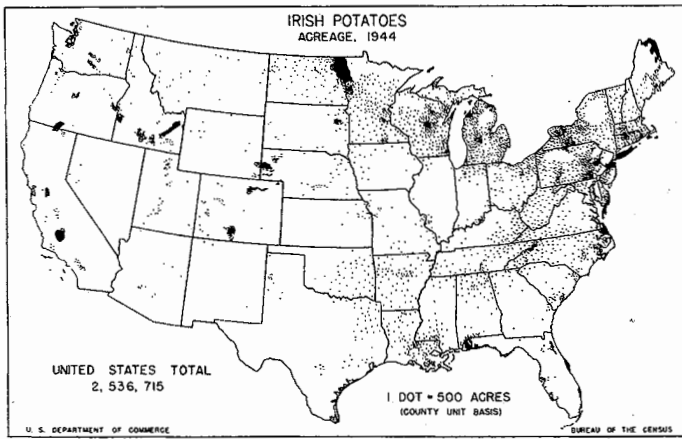 IRISH POTATOES
ACREAGE, 1944
UNITED STATES TOTAL
2, 536, 715
1 DOT = 500 ACRES
(COUNTY UNIT BASIS)
U. S. DEPARTMENT OF COMMERCE
BUREAU OF THE CENSUS